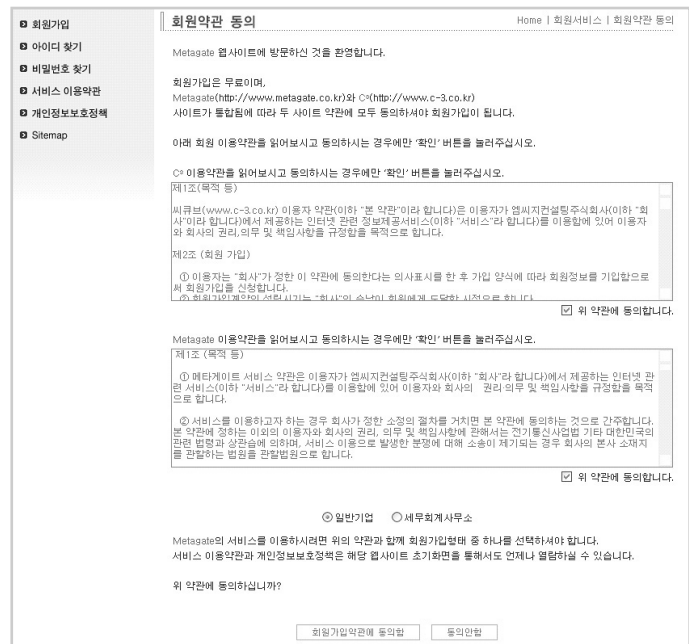 회원가입
아이디 찾기
비밀번호 찾기
서비스 이용약관
개인정보보호정책
Sitemap
회원약관 동의
Home | 회원서비스 | 회원약관 동의
Metagate 웹사이트에 방문하신 것을 환영합니다.
회원가입은 무료이며,
Metagate(http://www.metagate.co.kr)와 C³(http://www.c-3.co.kr)
사이트가 통합됨에 따라 두 사이트 약관에 모두 동의하셔야 회원가입이 됩니다.
아래 회원 이용약관을 읽어보시고 동의하시는 경우에만 '확인' 버튼을 눌러주십시오.
C³ 이용약관을 읽어보시고 동의하시는 경우에만 '확인' 버튼을 눌러주십시오.
제1조(목적 등)
씨큐브(www.c-3.co.kr) 이용자 약관(이하 "본 약관"이라 합니다)은 이용자가 엠씨지컨설팅주식회사(이하 "회
사"이라 합니다)에서 제공하는 인터넷 관련 정보제공서비스(이하 "서비스"라 합니다)를 이용함에 있어 이용자
와 회사의 권리,의무 및 책임사항을 규정함을 목적으로 합니다.
제2조 (회원 가입)
① 이용자는 "회사"가 정한 이 약관에 동의한다는 의사표시를 한 후 가입 양식에 따라 회원정보를 기입함으로
써 회원가입을 신청합니다.
② 회원가입계약의 성립시기는 "회사"의 승낙이 회원에게 도달한 시점으로 합니다.
위 약관에 동의합니다.
Metagate 이용약관을 읽어보시고 동의하시는 경우에만 '확인' 버튼을 눌러주십시오.
제1조 (목적 등)
① 메타게이트 서비스 약관은 이용자가 엠씨지컨설팅주식회사(이하 "회사"라 합니다)에서 제공하는 인터넷 관
련 서비스(이하 "서비스"라 합니다)를 이용함에 있어 이용자와 회사의 권리·의무 및 책임사항을 규정함을 목적
으로 합니다.
② 서비스를 이용하고자 하는 경우 회사가 정한 소정의 절차를 거치면 본 약관에 동의하는 것으로 간주합니다.
본 약관에 정하는 이외의 이용자와 회사의 권리, 의무 및 책임사항에 관해서는 전기통신사업법 기타 대한민국의
관련 법령과 상관습에 의하며, 서비스 이용으로 발생한 분쟁에 대해 소송이 제기되는 경우 회사의 본사 소재지
를 관할하는 법원을 관할법원으로 합니다.
위 약관에 동의합니다.
일반기업 세무회계사무소
Metagate의 서비스를 이용하시려면 위의 약관과 함께 회원가입형태 중 하나를 선택하셔야 합니다.
서비스 이용약관과 개인정보보호정책은 해당 웹사이트 초기화면을 통해서도 언제나 열람하실 수 있습니다.
위 약관에 동의하십니까?
회원가입약관에 동의함 동의안함